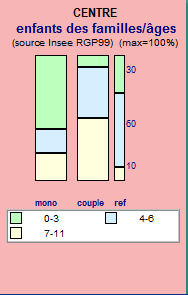 CENTRE
enfants des familles/âges
(source Insee RGP99) (max=100%)
30
60
10
mono couple ref
0-3 4-6
7-11